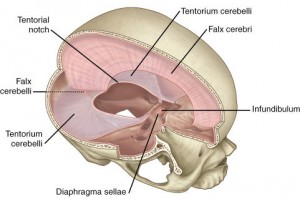 Tentorium cerebelli
Tentorial
notch
Falx cerebri
Falx
cerebelli
Infundibulum
Tentorium
cerebelli
Diaphragma sellae